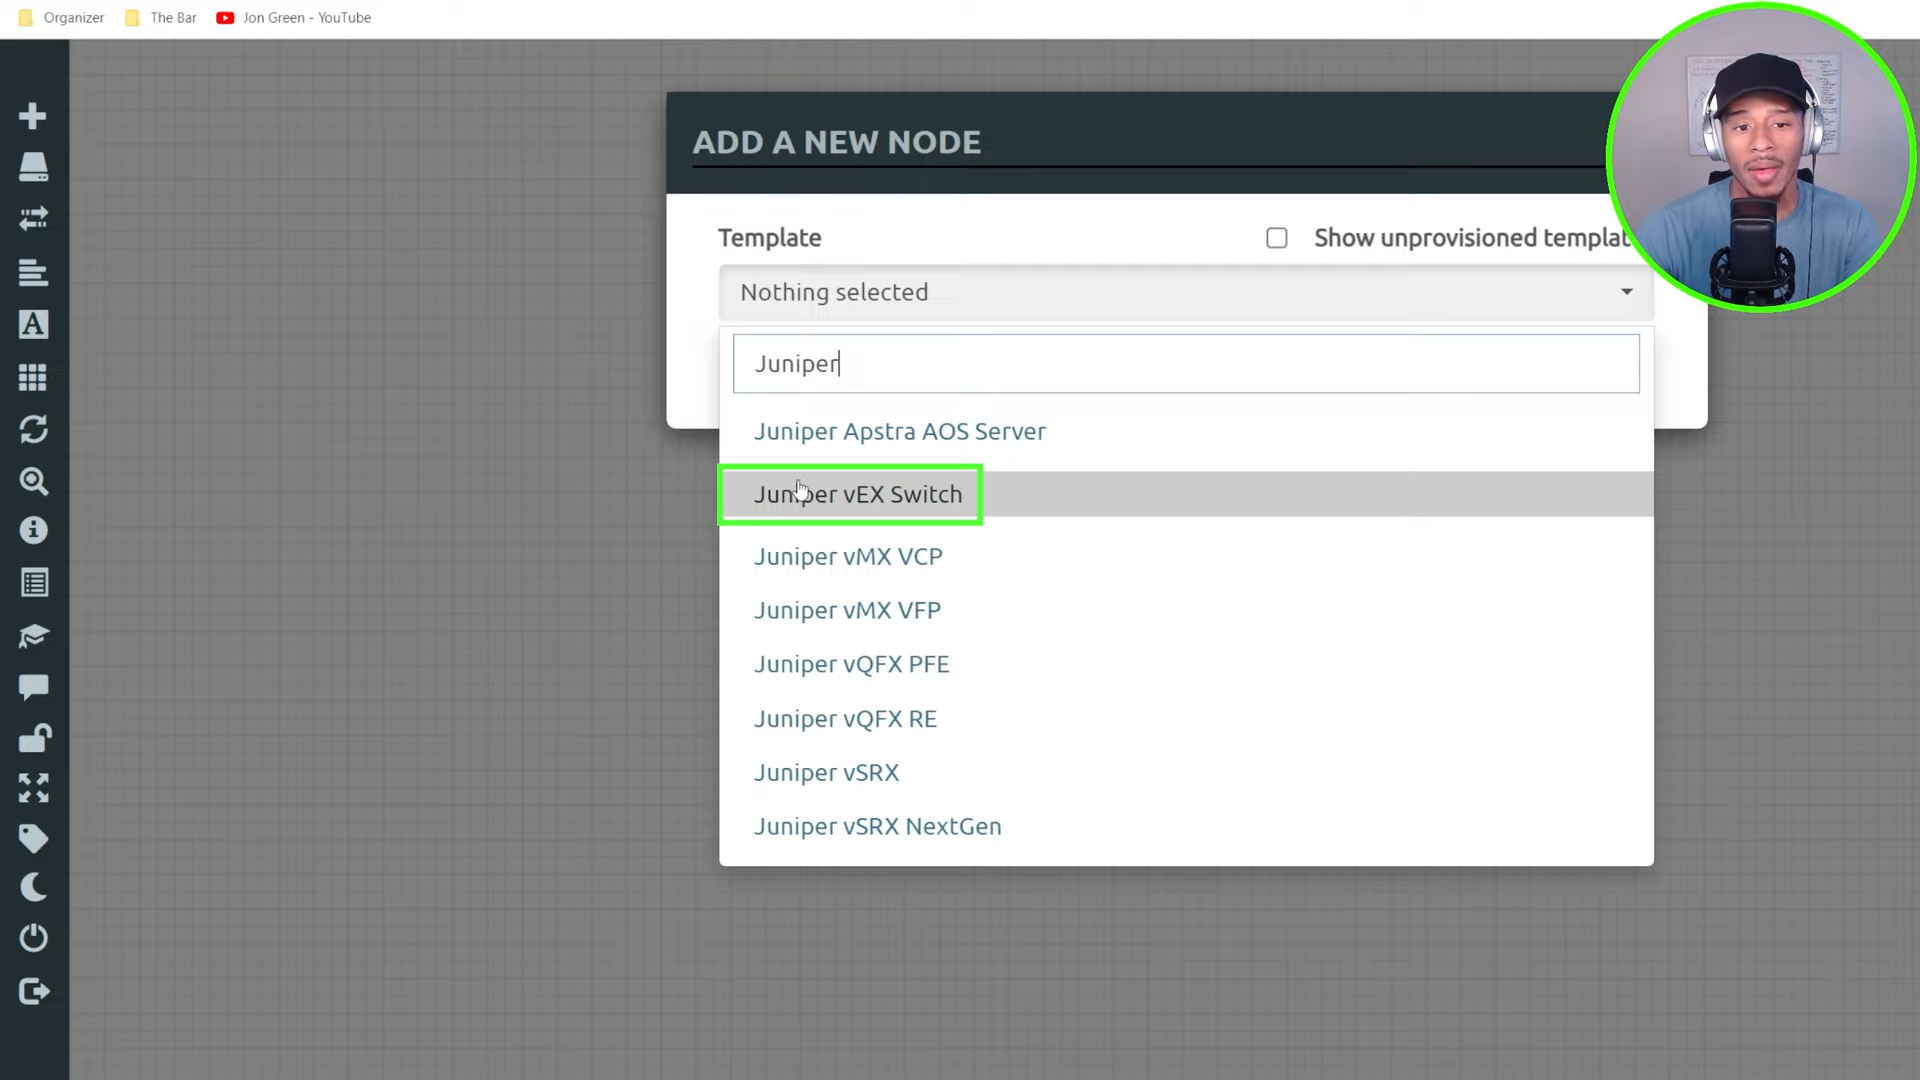 Organizer The Bar Jon Green - YouTube
ADD A NEW NODE
Template Show unprovisioned templat
Nothing selected
Juniper
Juniper Apstra AOS Server
Juniper vEX Switch
Juniper vMX VCP
Juniper vMX VFP
Juniper vQFX PFE
Juniper vQFX RE
Juniper vSRX
Juniper vSRX NextGen